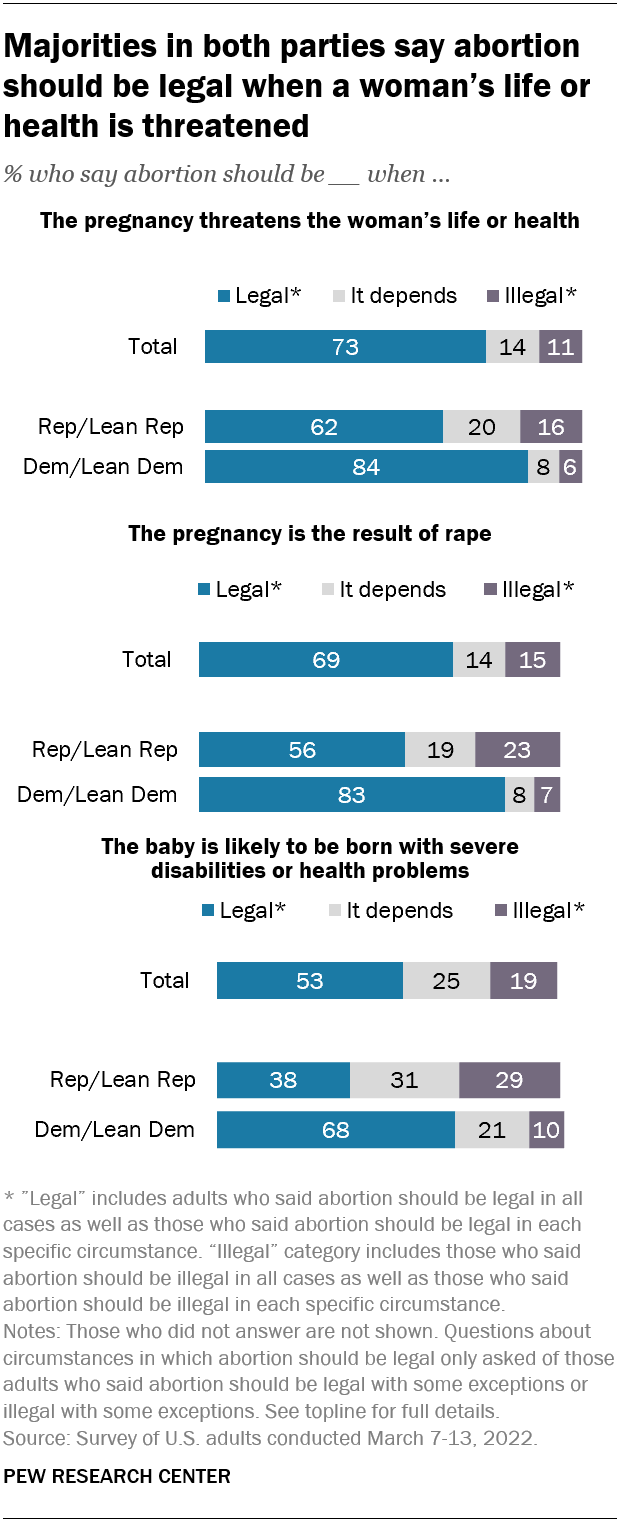 Majorities in both parties say abortion
should be legal when a woman's life or
health is threatened
% who say abortion should be __ when ...
The pregnancy threatens the woman's life or health
Legal* It depends Illegal*
Total 73 14 11
Rep/Lean Rep 62 20 16
Dem/Lean Dem 84 8 6
The pregnancy is the result of rape
Legal* It depends Illegal*
Total 69 14 15
Rep/Lean Rep 56 19 23
Dem/Lean Dem 83 8 7
The baby is likely to be born with severe
disabilities or health problems
Legal* It depends Illegal*
Total 53 25 19
Rep/Lean Rep 38 31 29
Dem/Lean Dem 68 21 10
* ”Legal” includes adults who said abortion should be legal in all
cases as well as those who said abortion should be legal in each
specific circumstance. “Illegal” category includes those who said
abortion should be illegal in all cases as well as those who said
abortion should be illegal in each specific circumstance.
Notes: Those who did not answer are not shown. Questions about
circumstances in which abortion should be legal only asked of those
adults who said abortion should be legal with some exceptions or
illegal with some exceptions. See topline for full details.
Source: Survey of U.S. adults conducted March 7-13, 2022.
PEW RESEARCH CENTER